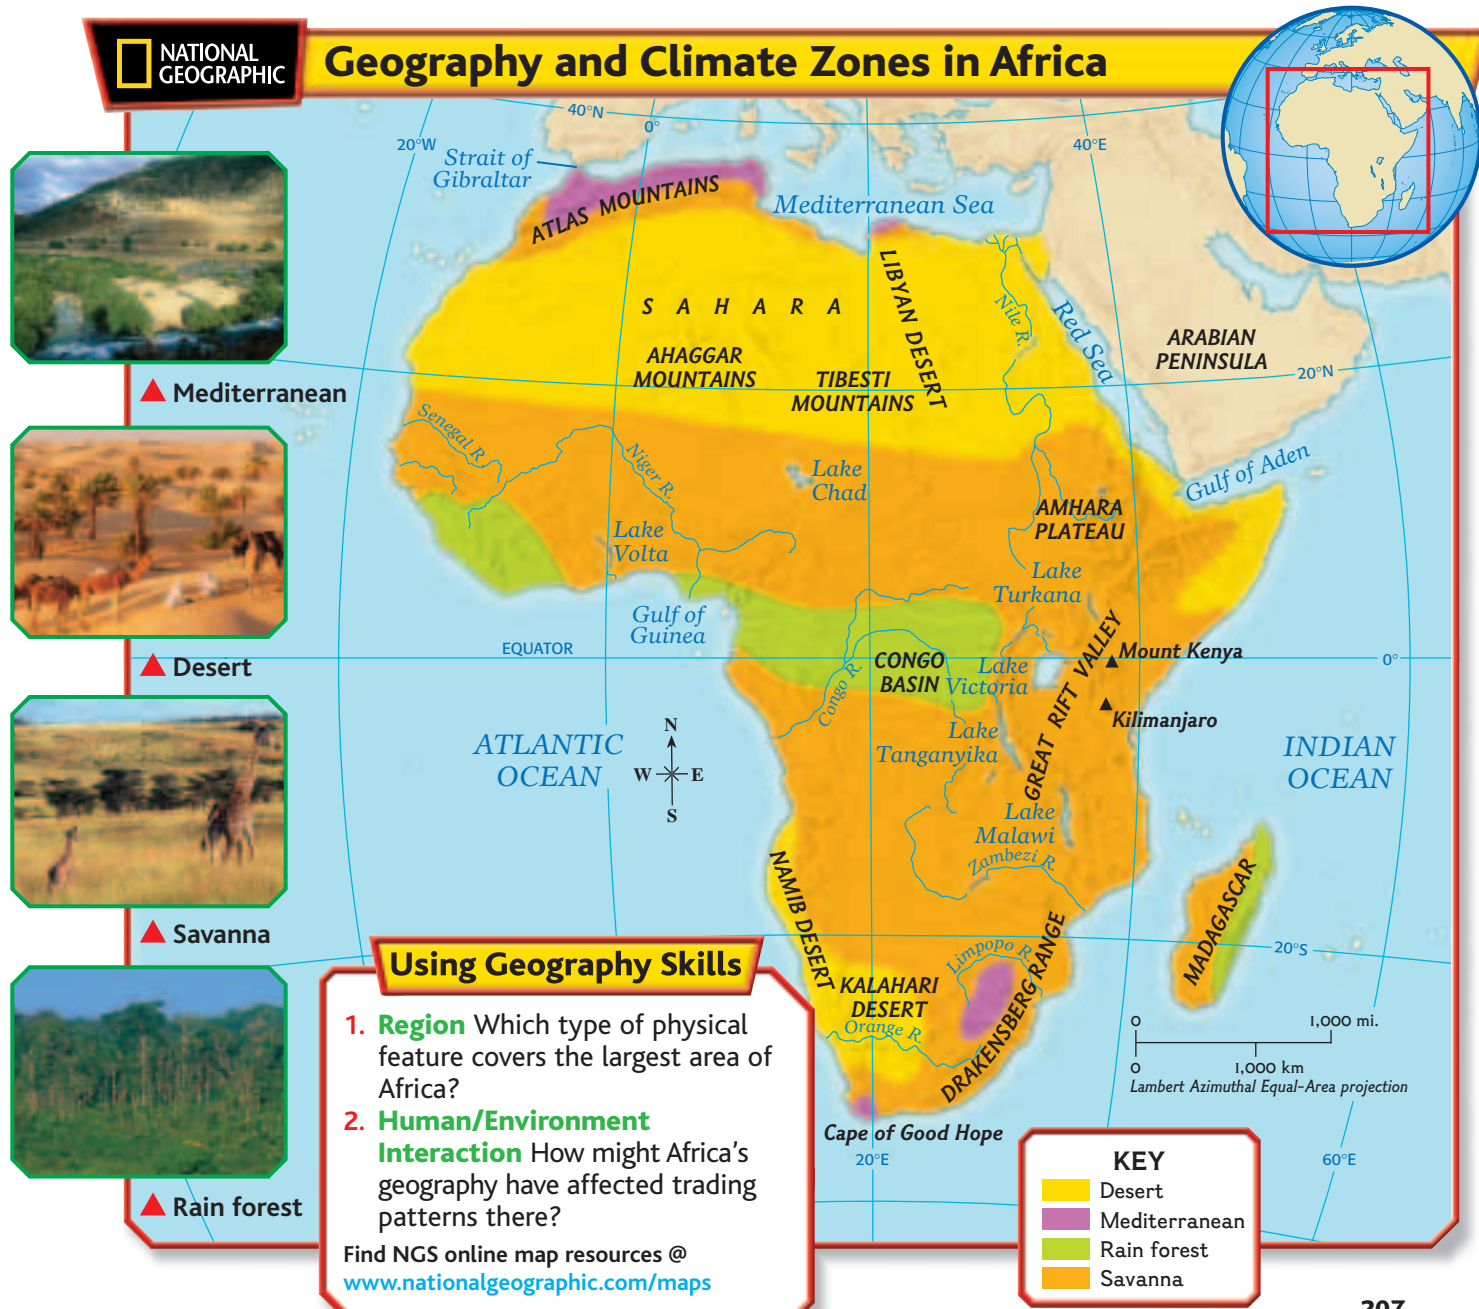 NATIONAL
GEOGRAPHIC
Geography and Climate Zones in Africa
40°N
0°
20°W
40°E
Strait of
Gibraltar
ATLAS MOUNTAINS
Mediterranean Sea
LIBYAN DESERT
Nile R.
Red Sea
S A H A R A
ARABIAN
PENINSULA
AHAGGAR
MOUNTAINS
TIBESTI
MOUNTAINS
20°N
Mediterranean
Senegal R.
Niger R.
Lake
Chad
Gulf of Aden
AMHARA
PLATEAU
Lake
Volta
Lake
Turkana
Gulf of
Guinea
EQUATOR
CONGO
BASIN
Congo R.
Lake
Victoria
GREAT RIFT VALLEY
Mount Kenya
0°
Desert
Kilimanjaro
ATLANTIC
OCEAN
N
W
E
S
Lake
Tanganyika
INDIAN
OCEAN
Lake
Malawi
Zambezi R.
NAMIB DESERT
MADAGASCAR
Savanna
20°S
Limpopo R.
KALAHARI
DESERT
Orange R.
DRAKENSBERG RANGE
0
1,000 mi.
0
1,000 km
Lambert Azimuthal Equal-Area projection
Cape of Good Hope
20°E
60°E
Rain forest
Using Geography Skills
1. Region Which type of physical
feature covers the largest area of
Africa?
2. Human/Environment
Interaction How might Africa's
geography have affected trading
patterns there?
Find NGS online map resources @
www.nationalgeographic.com/maps
KEY
Desert
Mediterranean
Rain forest
Savanna
207